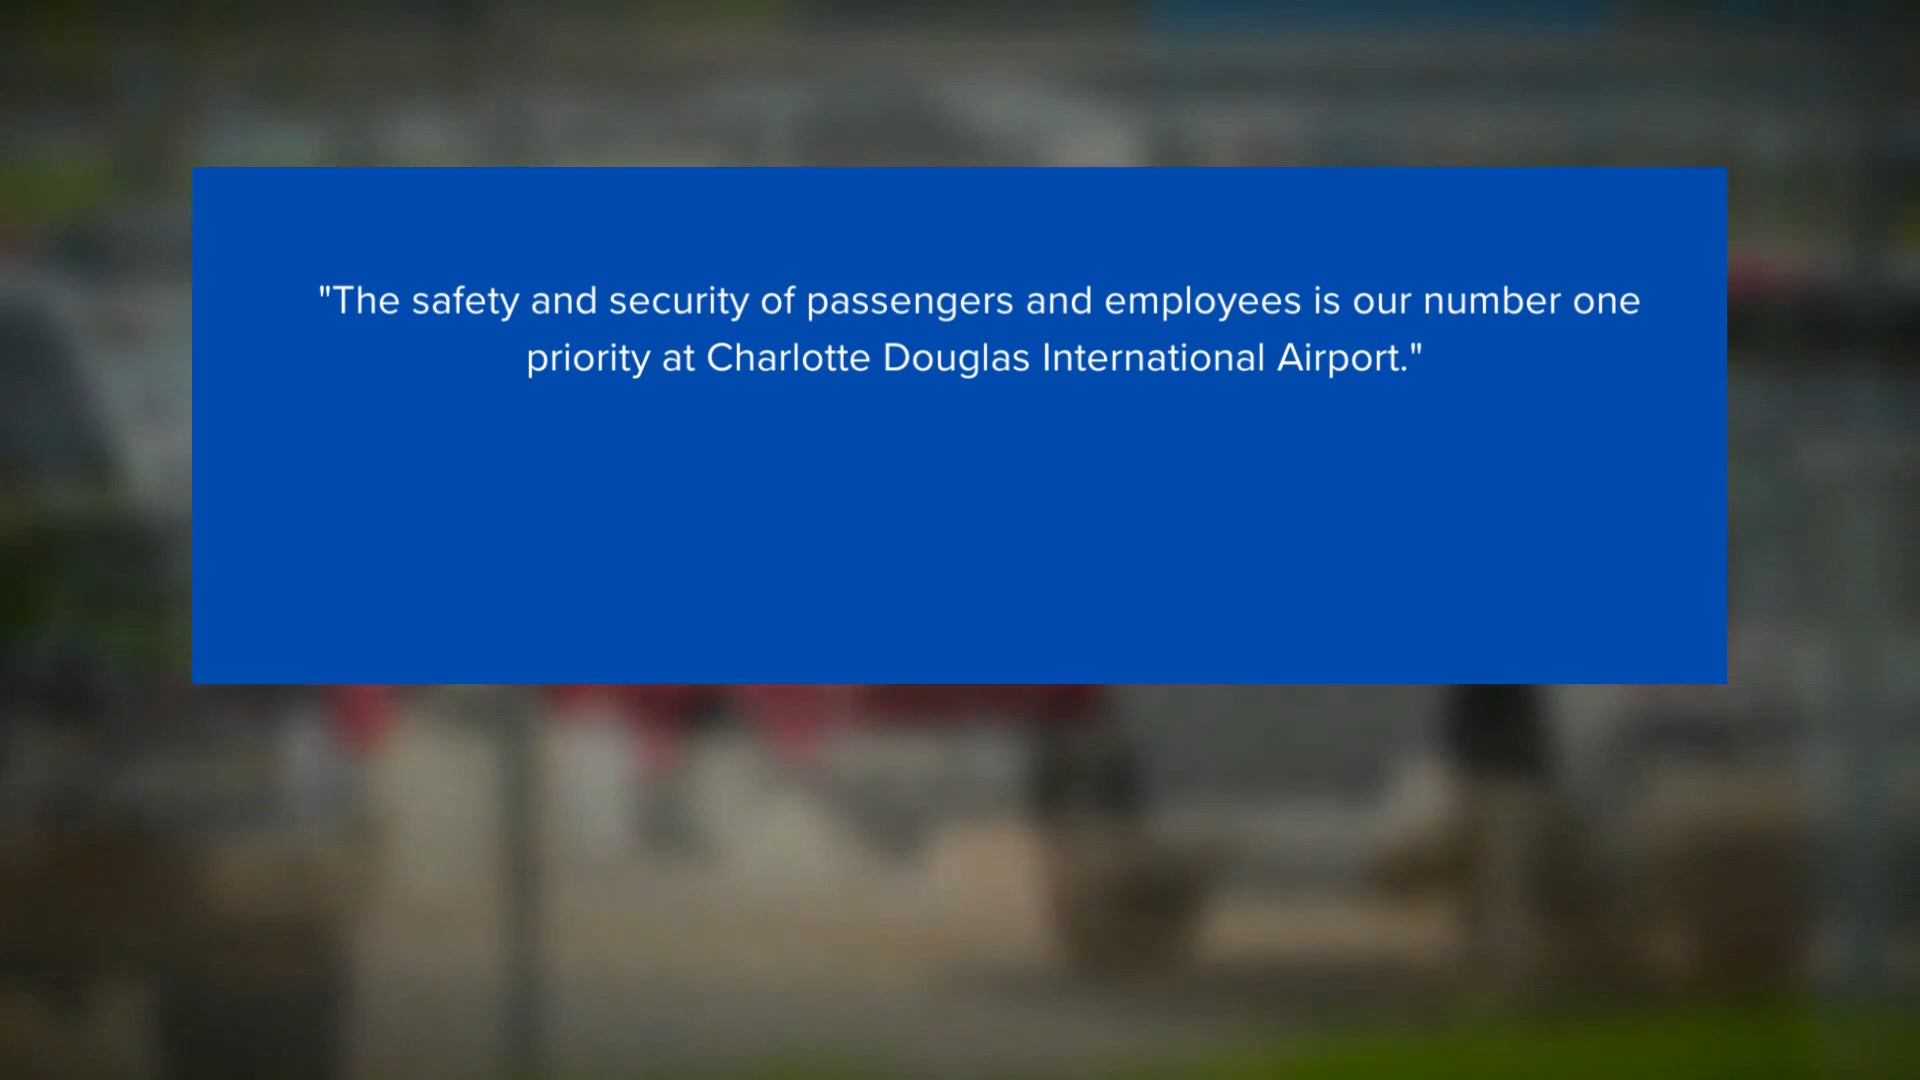 "The safety and security of passengers and employees is our number one
priority at Charlotte Douglas International Airport."